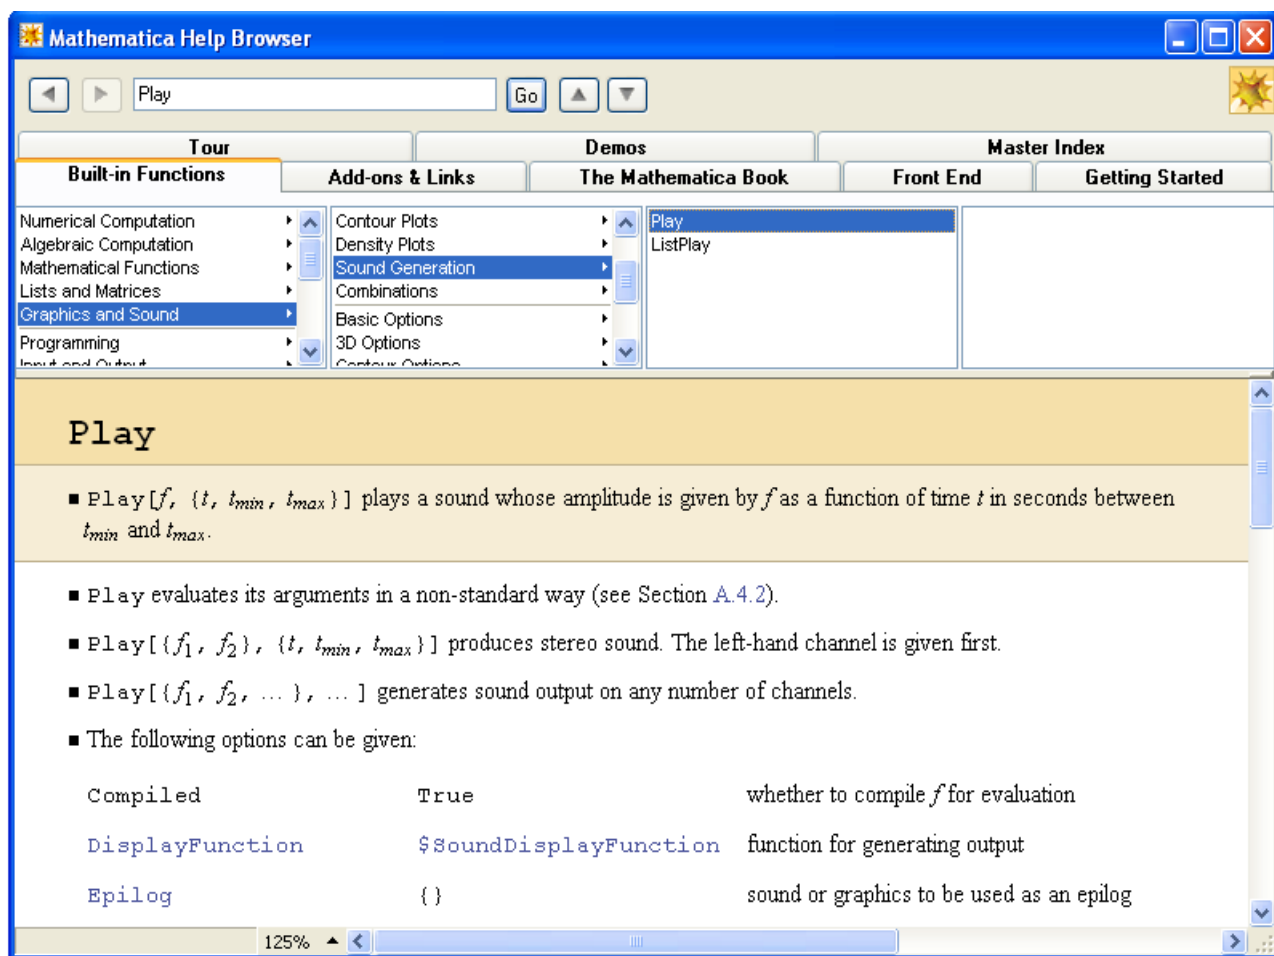 Mathematica Help Browser
Play
Go
Tour Demos Master Index
Built-in Functions Add-ons & Links The Mathematica Book Front End Getting Started
Numerical Computation
Algebraic Computation
Mathematical Functions
Lists and Matrices
Graphics and Sound
Programming
Input and Output
Contour Plots
Density Plots
Sound Generation
Combinations
Basic Options
3D Options
Contour Options
Play
ListPlay
Play
■ Play[f, {t, tmin, tmax}] plays a sound whose amplitude is given by f as a function of time t in seconds between
tmin and tmax.
■ Play evaluates its arguments in a non-standard way (see Section A.4.2).
■ Play[{f1, f2}, {t, tmin, tmax}] produces stereo sound. The left-hand channel is given first.
■ Play[{f1, f2, ... }, ... ] generates sound output on any number of channels.
■ The following options can be given:
Compiled True whether to compile f for evaluation
DisplayFunction $SoundDisplayFunction function for generating output
Epilog {} sound or graphics to be used as an epilog
125%